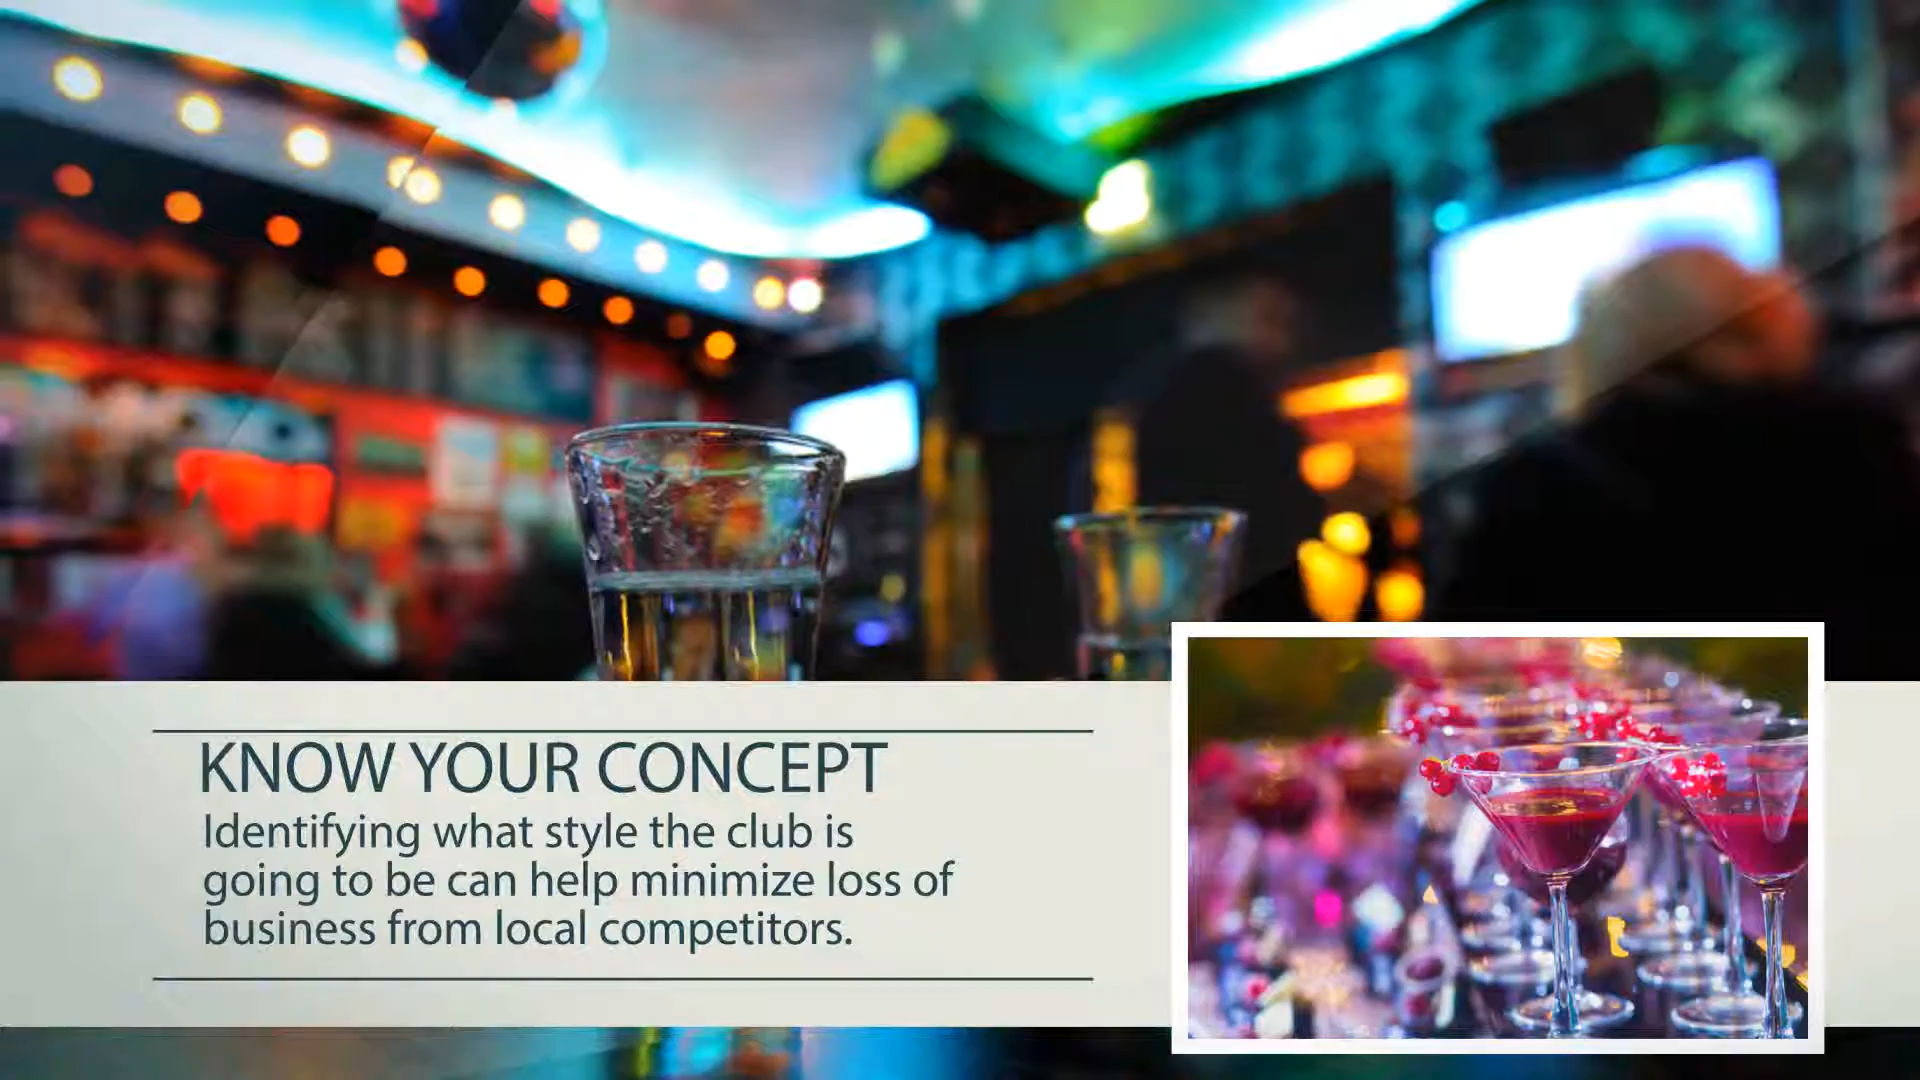 KNOW YOUR CONCEPT
Identifying what style the club is
going to be can help minimize loss of
business from local competitors.